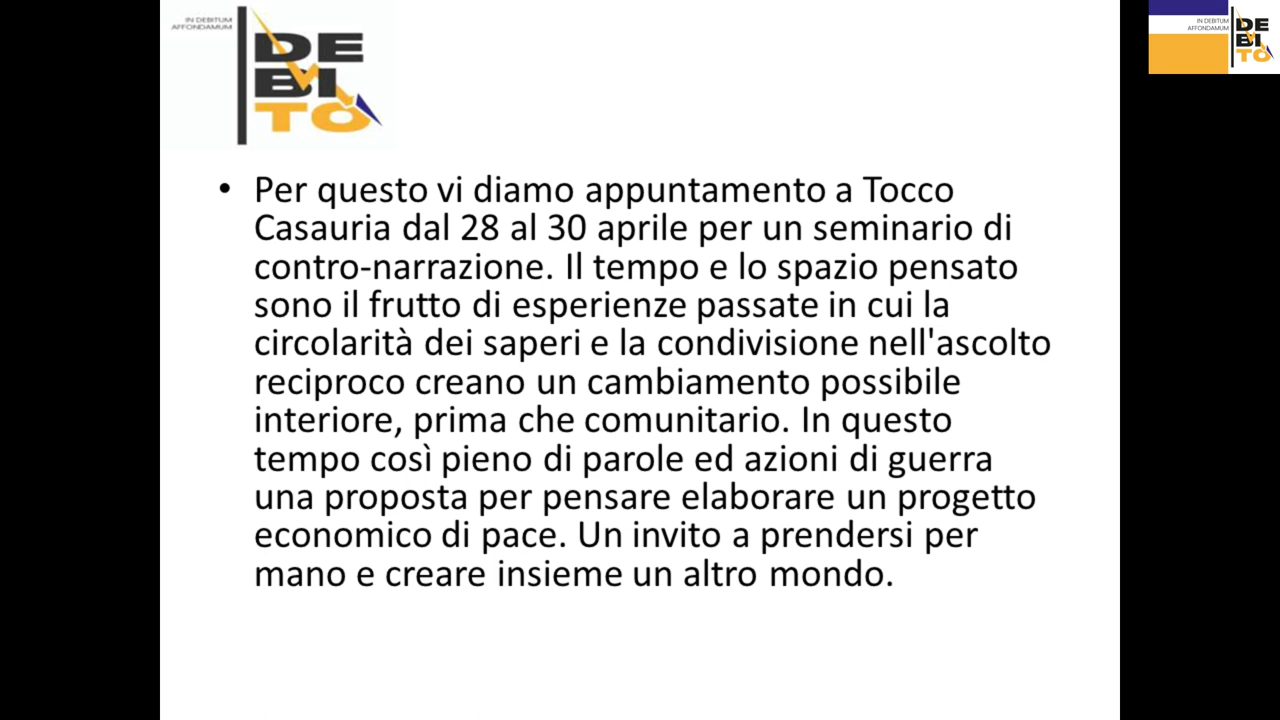 IN DEBITUM
AFFONDAMUM
DE
BI
TO
• Per questo vi diamo appuntamento a Tocco
Casauria dal 28 al 30 aprile per un seminario di
contro-narrazione. Il tempo e lo spazio pensato
sono il frutto di esperienze passate in cui la
circolarità dei saperi e la condivisione nell'ascolto
reciproco creano un cambiamento possibile
interiore, prima che comunitario. In questo
tempo così pieno di parole ed azioni di guerra
una proposta per pensare elaborare un progetto
economico di pace. Un invito a prendersi per
mano e creare insieme un altro mondo.
IN DEBITUM
AFFONDAMUM
DE
BI
TO